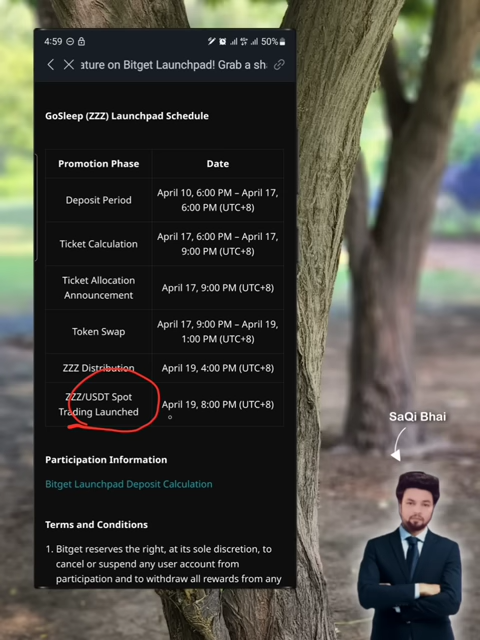 4:59 50%
ature on Bitget Launchpad! Grab a sha
GoSleep (ZZZ) Launchpad Schedule
Promotion Phase Date
Deposit Period April 10, 6:00 PM – April 17,
6:00 PM (UTC+8)
Ticket Calculation April 17, 6:00 PM – April 17,
9:00 PM (UTC+8)
Ticket Allocation
Announcement April 17, 9:00 PM (UTC+8)
Token Swap April 17, 9:00 PM – April 19,
1:00 PM (UTC+8)
ZZZ Distribution April 19, 4:00 PM (UTC+8)
ZZZ/USDT Spot
Trading Launched April 19, 8:00 PM (UTC+8)
Participation Information
Bitget Launchpad Deposit Calculation
Terms and Conditions
1. Bitget reserves the right, at its sole discretion, to
cancel or suspend any user account from
participation and to withdraw all rewards from any
SaQi Bhai